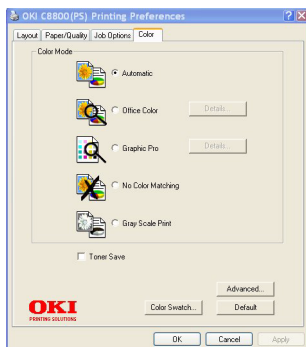 OKI C8800(PS) Printing Preferences
Layout Paper/Quality Job Options Color
Color Mode
Automatic
Office Color Details...
Graphic Pro Details...
No Color Matching
Gray Scale Print
Toner Save
Advanced...
OKI
PRINTING SOLUTIONS
Color Swatch... Default
OK Cancel Apply